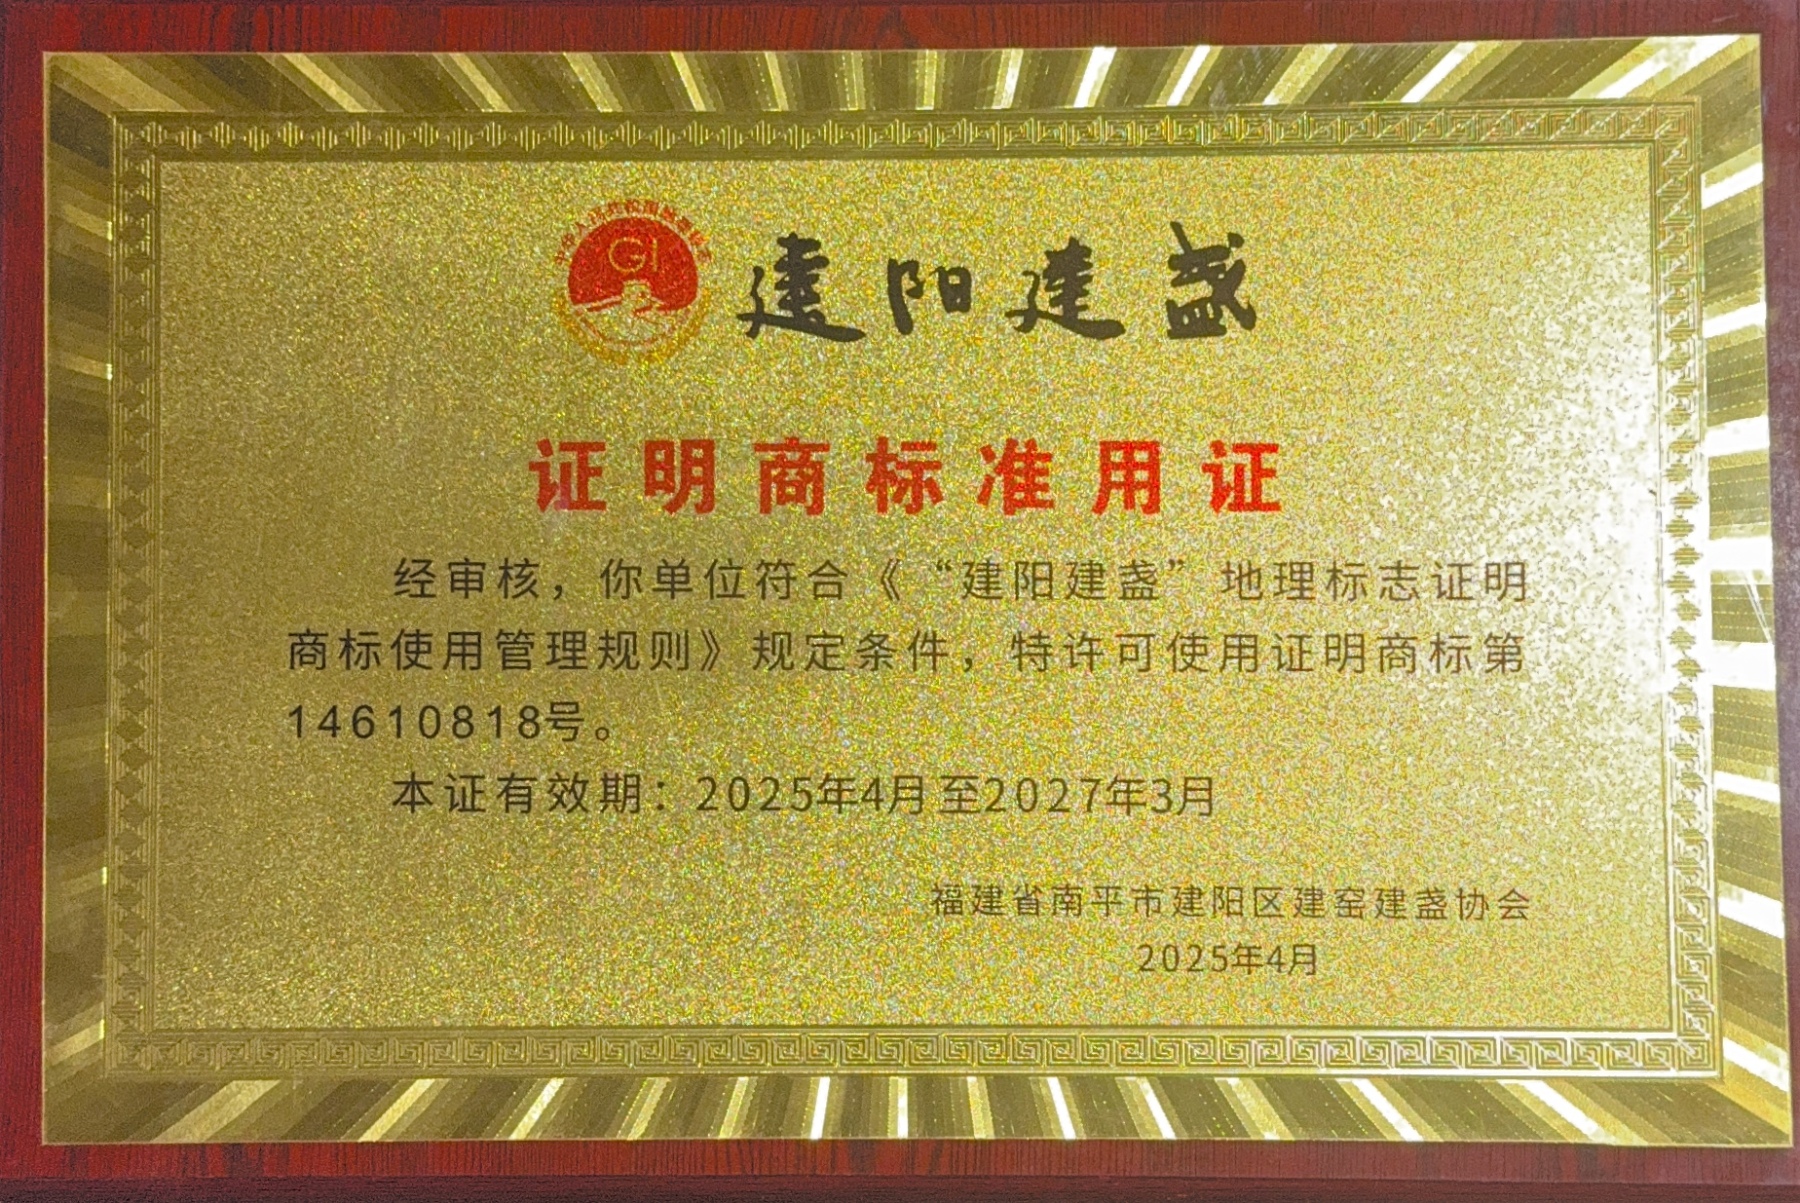 GI
建阳建盏
证明商标准用证
经审核，你单位符合《“建阳建盏”地理标志证明
商标使用管理规则》规定条件，特许可使用证明商标第
14610818号。
本证有效期：2025年4月至2027年3月
福建省南平市建阳区建窑建盏协会
2025年4月